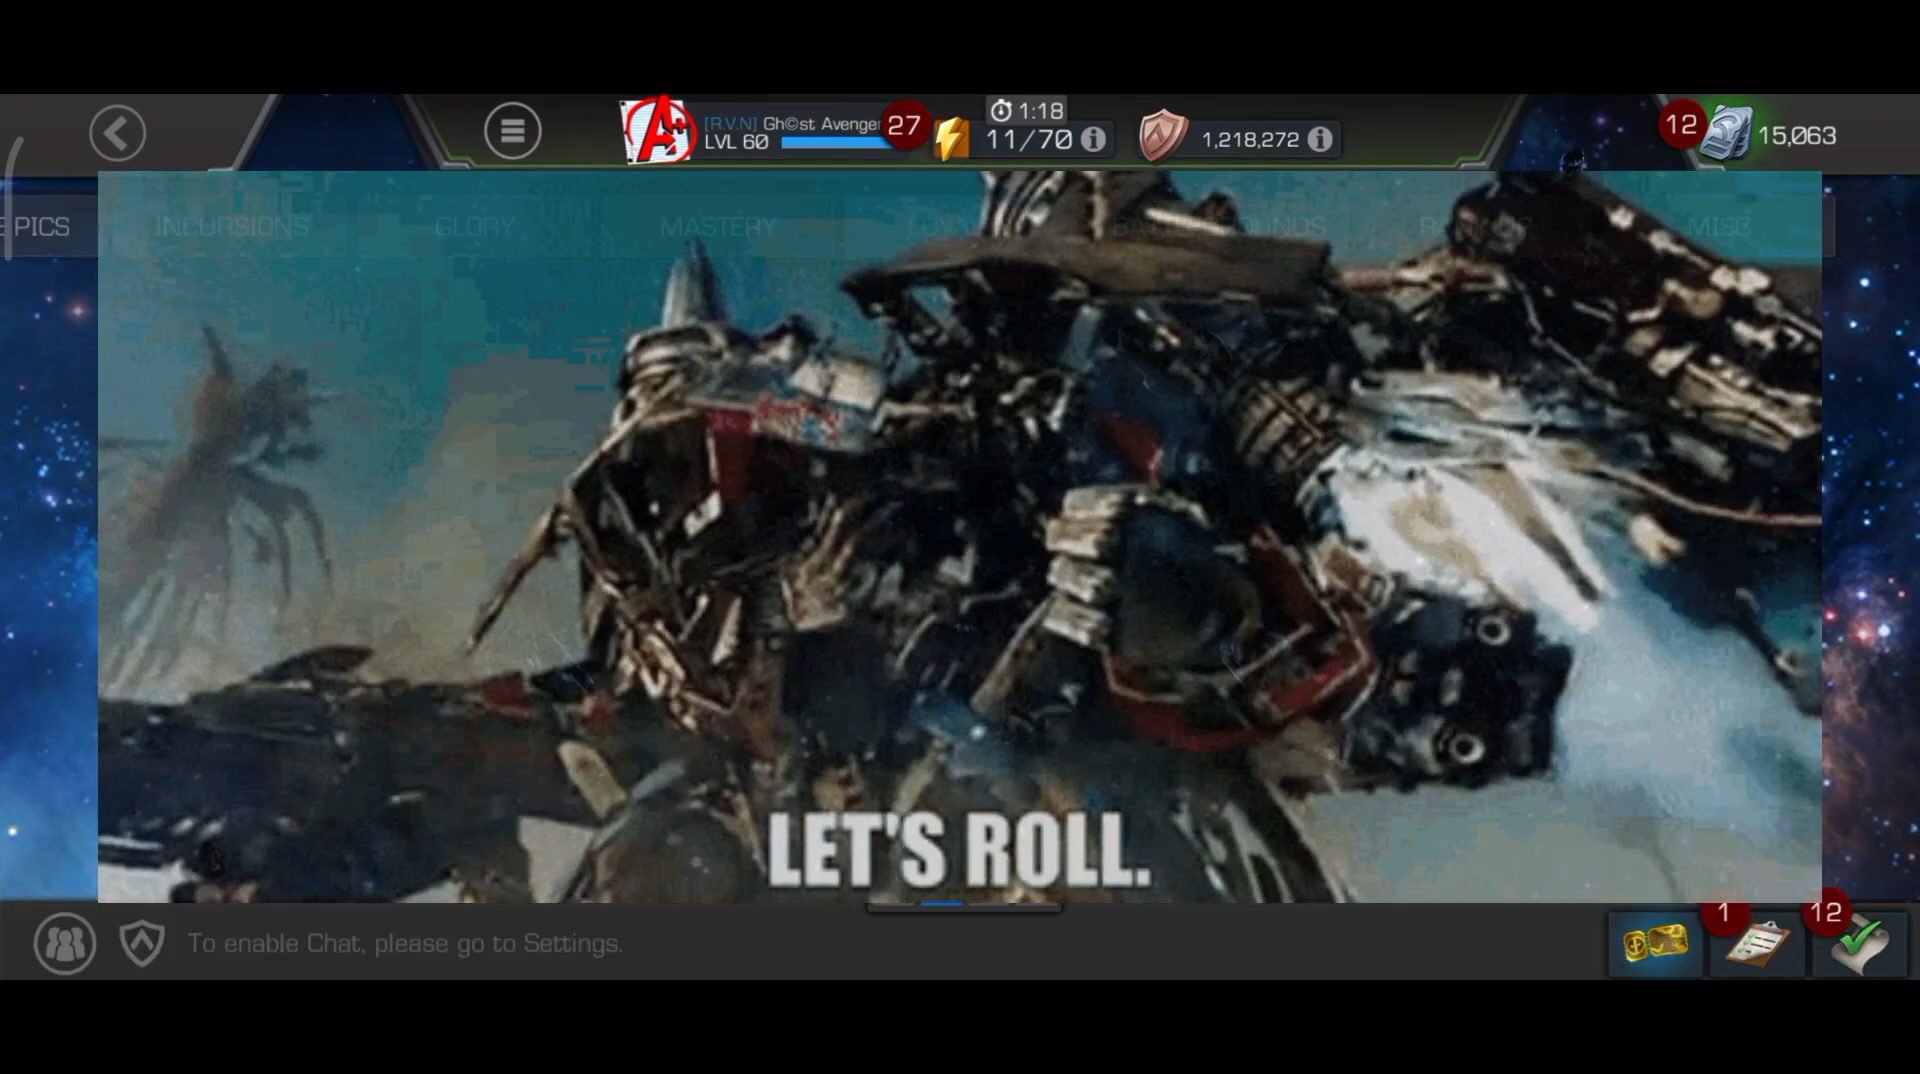 1:18
[R.V.N] Gh©st Avenger
27
12
LVL 60
11/70
1,218,272
15,063
PICS
INCURSIONS
GLORY
MASTERY
MISC
LET'S ROLL.
1
12
To enable Chat, please go to Settings.